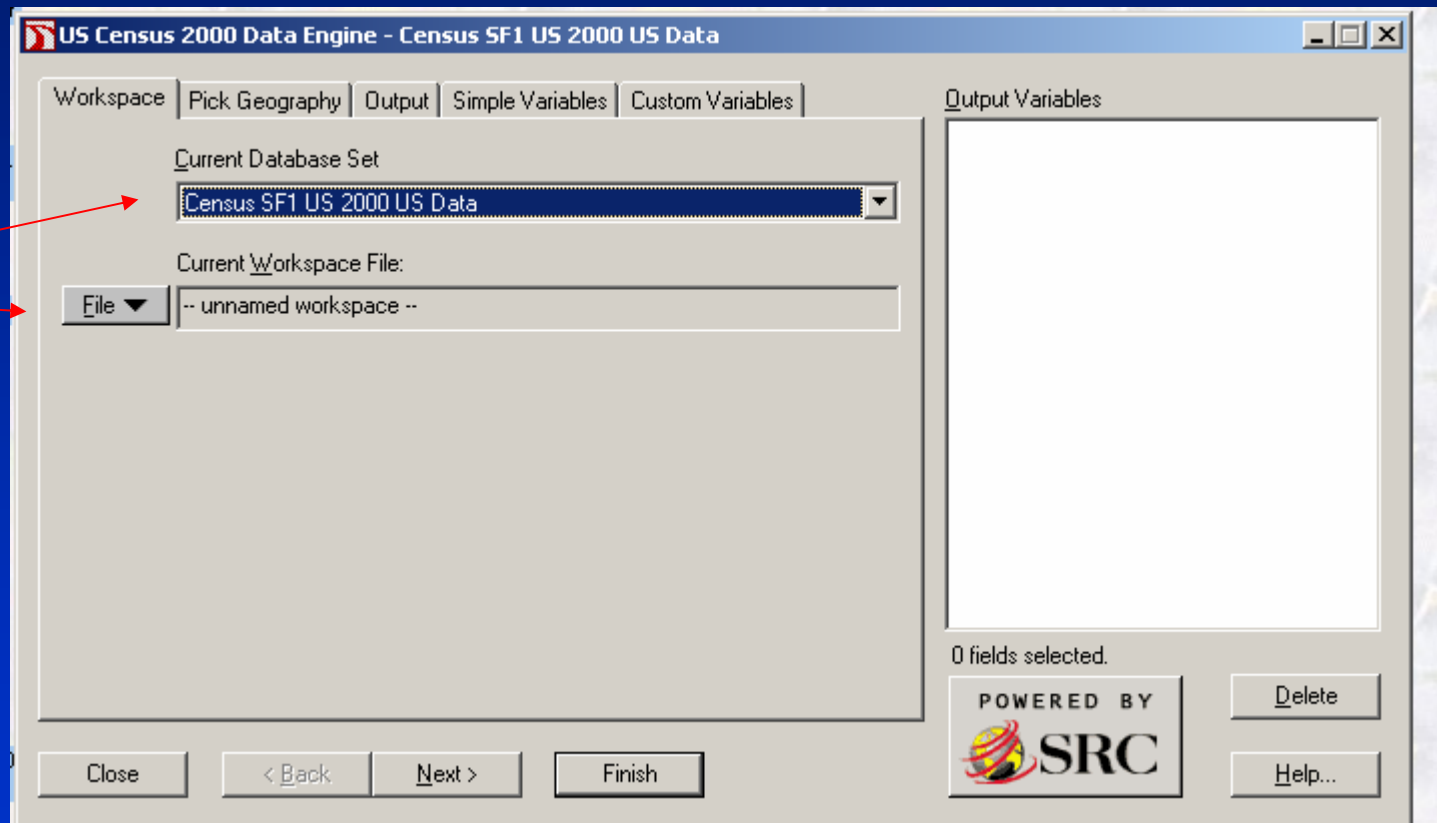 US Census 2000 Data Engine - Census SF1 US 2000 US Data
Workspace Pick Geography Output Simple Variables Custom Variables
Current Database Set
Census SF1 US 2000 US Data
Current Workspace File:
File -- unnamed workspace --
Output Variables
0 fields selected.
POWERED BY
SRC
Delete
Close < Back Next > Finish
Help...